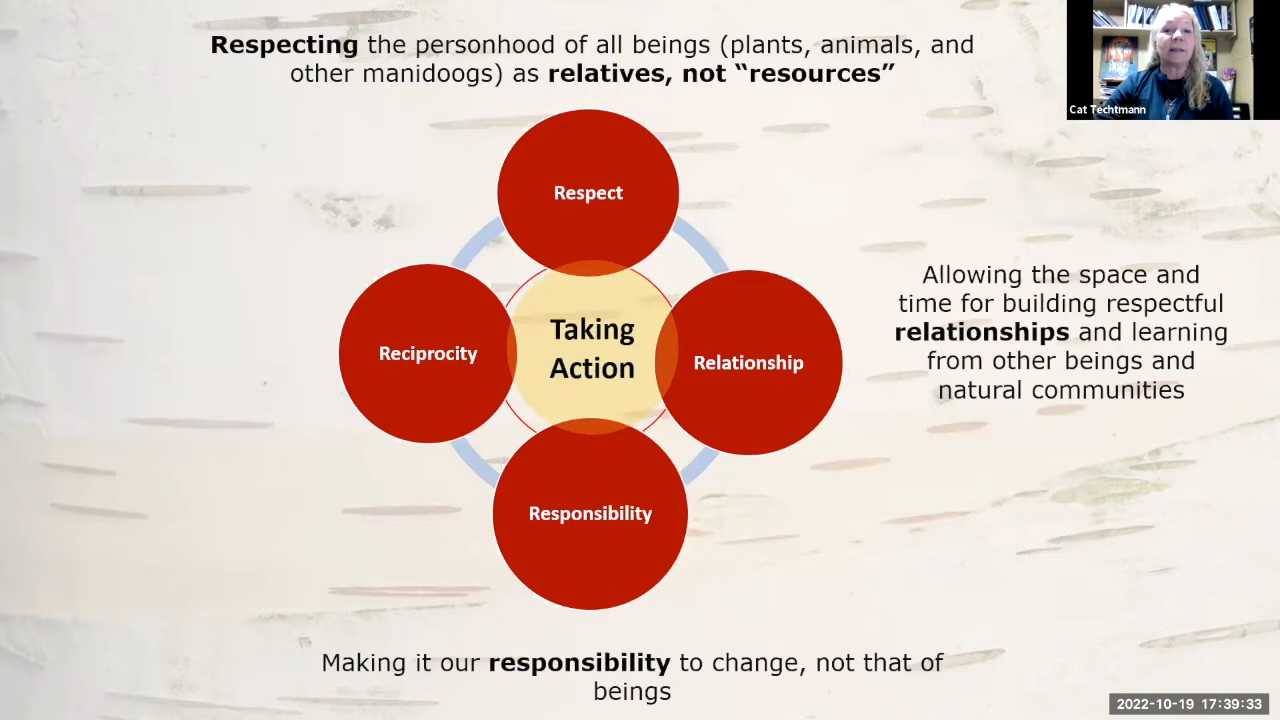 Respecting the personhood of all beings (plants, animals, and
other manidoogs) as relatives, not “resources”
Cat Techtmann
Respect
Taking
Action
Reciprocity
Relationship
Allowing the space and
time for building respectful
relationships and learning
from other beings and
natural communities
Responsibility
Making it our responsibility to change, not that of
beings
2022-10-19 17:39:33